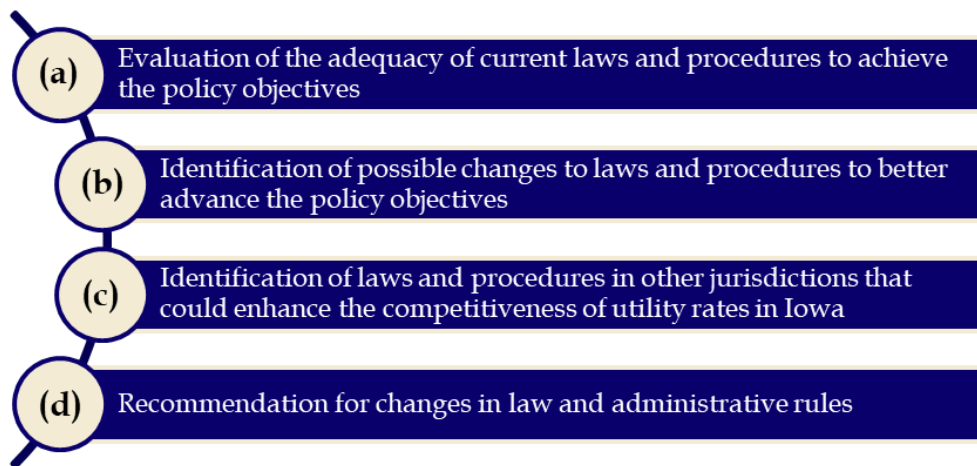 (a)
Evaluation of the adequacy of current laws and procedures to achieve
the policy objectives
(b)
Identification of possible changes to laws and procedures to better
advance the policy objectives
(c)
Identification of laws and procedures in other jurisdictions that
could enhance the competitiveness of utility rates in Iowa
(d)
Recommendation for changes in law and administrative rules